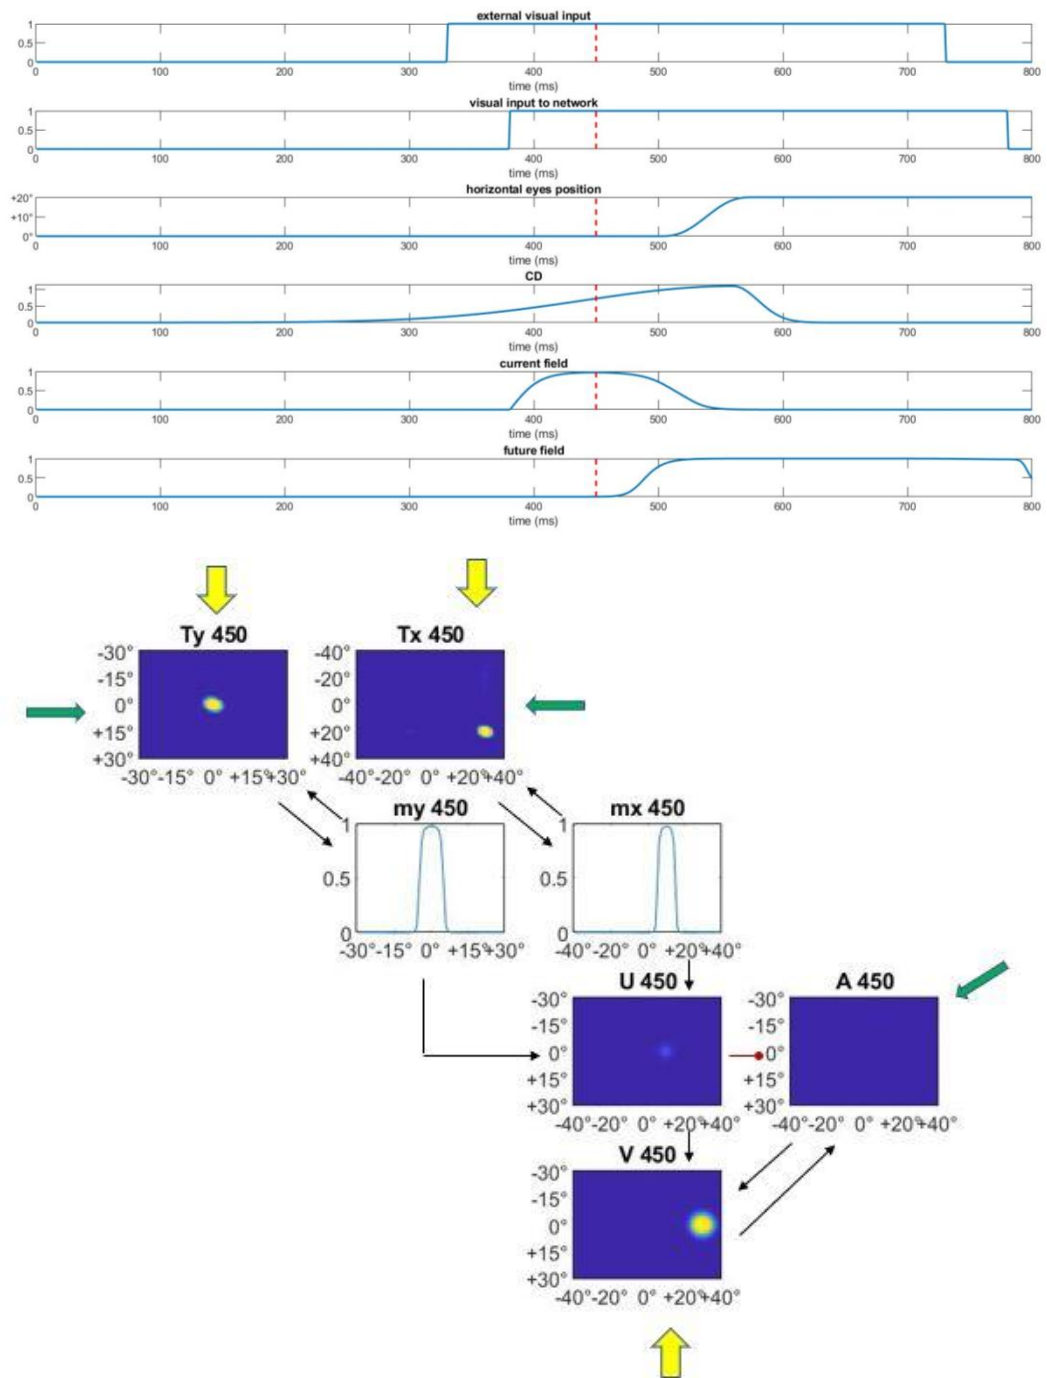 external visual input
1
0.5
0
0 100 200 300 400 500 600 700 800
time (ms)
visual input to network
1
0.5
0
0 100 200 300 400 500 600 700 800
time (ms)
horizontal eyes position
+20°
+10°
0°
0 100 200 300 400 500 600 700 800
time (ms)
CD
1
0.5
0
0 100 200 300 400 500 600 700 800
time (ms)
current field
1
0.5
0
0 100 200 300 400 500 600 700 800
time (ms)
future field
1
0.5
0
0 100 200 300 400 500 600 700 800
time (ms)
Ty 450 Tx 450
-30° -40°
-15° -20°
0° 0°
+15° +20°
+30° +40°
-30° -15° 0° +15° +30° -40° -20° 0° +20° +40°
my 450 mx 450
1 1
0.5 0.5
0 0
-30° -15° 0° +15° +30° -40° -20° 0° +20° +40°
U 450 A 450
-30° -30°
-15° -15°
0° 0°
+15° +15°
+30° +30°
-40° -20° 0° +20° +40° -40° -20° 0° +20° +40°
V 450
-30°
-15°
0°
+15°
+30°
-40° -20° 0° +20° +40°